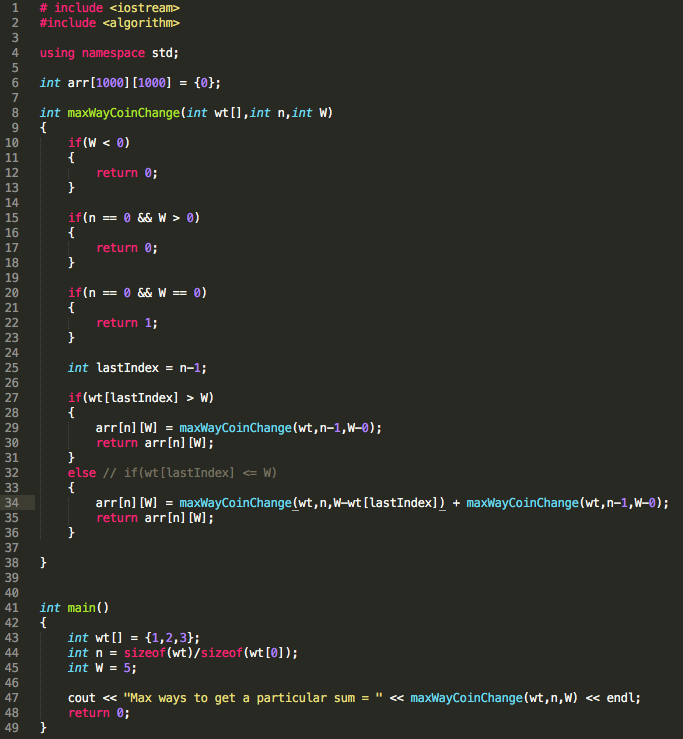 1 # include <iostream>
2 #include <algorithm>
3
4 using namespace std;
5
6 int arr[1000][1000] = {0};
7
8 int maxWayCoinChange(int wt[],int n,int W)
9 {
10     if(W < 0)
11     {
12         return 0;
13     }
14
15     if(n == 0 && W > 0)
16     {
17         return 0;
18     }
19
20     if(n == 0 && W == 0)
21     {
22         return 1;
23     }
24
25     int lastIndex = n-1;
26
27     if(wt[lastIndex] > W)
28     {
29         arr[n][W] = maxWayCoinChange(wt,n-1,W-0);
30         return arr[n][W];
31     }
32     else // if(wt[lastIndex] <= W)
33     {
34         arr[n][W] = maxWayCoinChange(wt,n,W-wt[lastIndex]) + maxWayCoinChange(wt,n-1,W-0);
35         return arr[n][W];
36     }
37
38 }
39
40
41 int main()
42 {
43     int wt[] = {1,2,3};
44     int n = sizeof(wt)/sizeof(wt[0]);
45     int W = 5;
46
47     cout << "Max ways to get a particular sum = " << maxWayCoinChange(wt,n,W) << endl;
48     return 0;
49 }